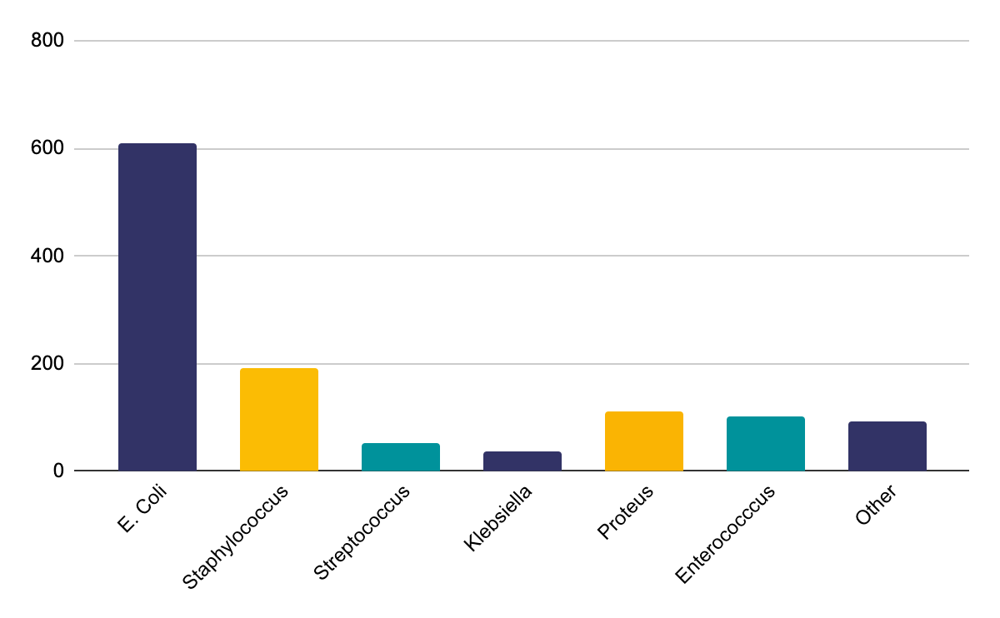 800
600
400
200
0
E. Coli
Staphylococcus
Streptococcus
Klebsiella
Proteus
Enterococccus
Other